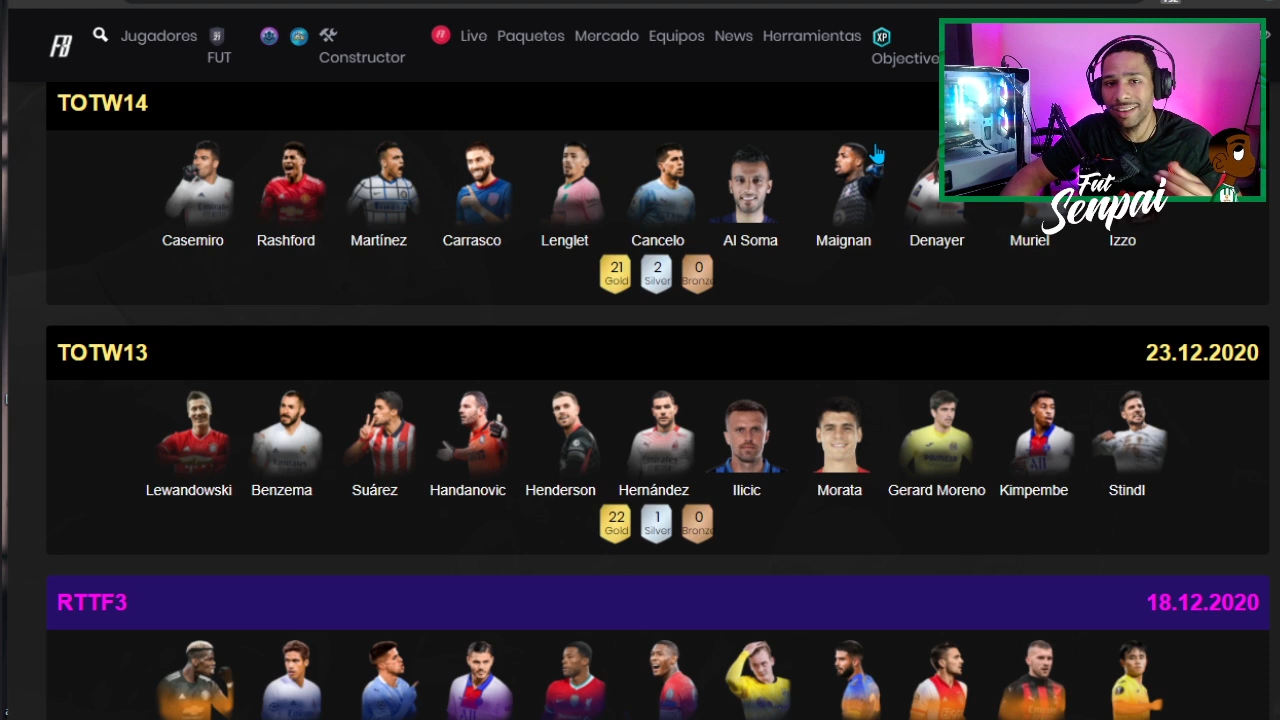 Jugadores
FUT
Constructor
Live Paquetes Mercado Equipos News Herramientas
XP
Objective
TOTW14
Fut
Senpai
Casemiro Rashford Martínez Carrasco Lenglet Cancelo Al Soma Maignan Denayer Muriel Izzo
21 2 0
Gold Silver Bronze
TOTW13 23.12.2020
Lewandowski Benzema Suárez Handanovic Henderson Hernández Ilicic Morata Gerard Moreno Kimpembe Stindl
22 1 0
Gold Silver Bronze
RTTF3 18.12.2020